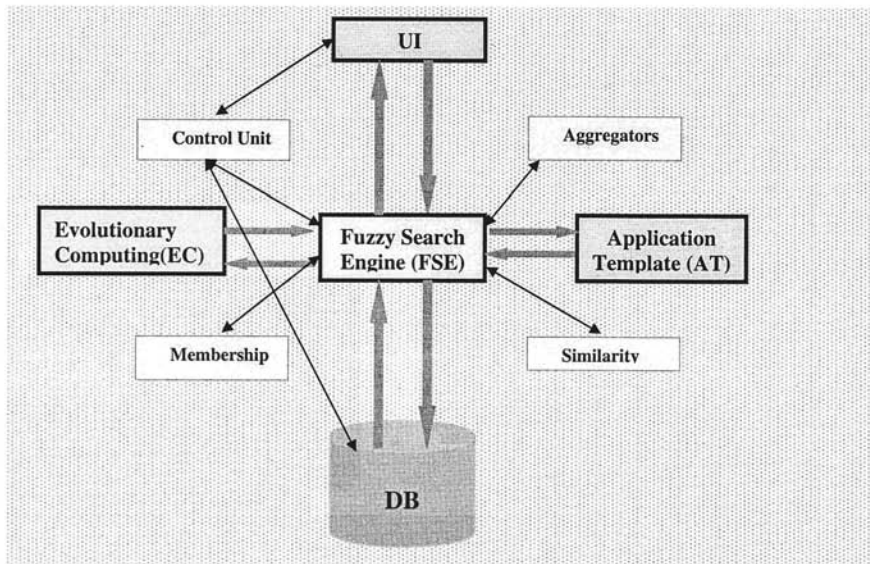 UI
Control Unit
Aggregators
Evolutionary
Computing(EC)
Fuzzy Search
Engine (FSE)
Application
Template (AT)
Membership
Similarity
DB